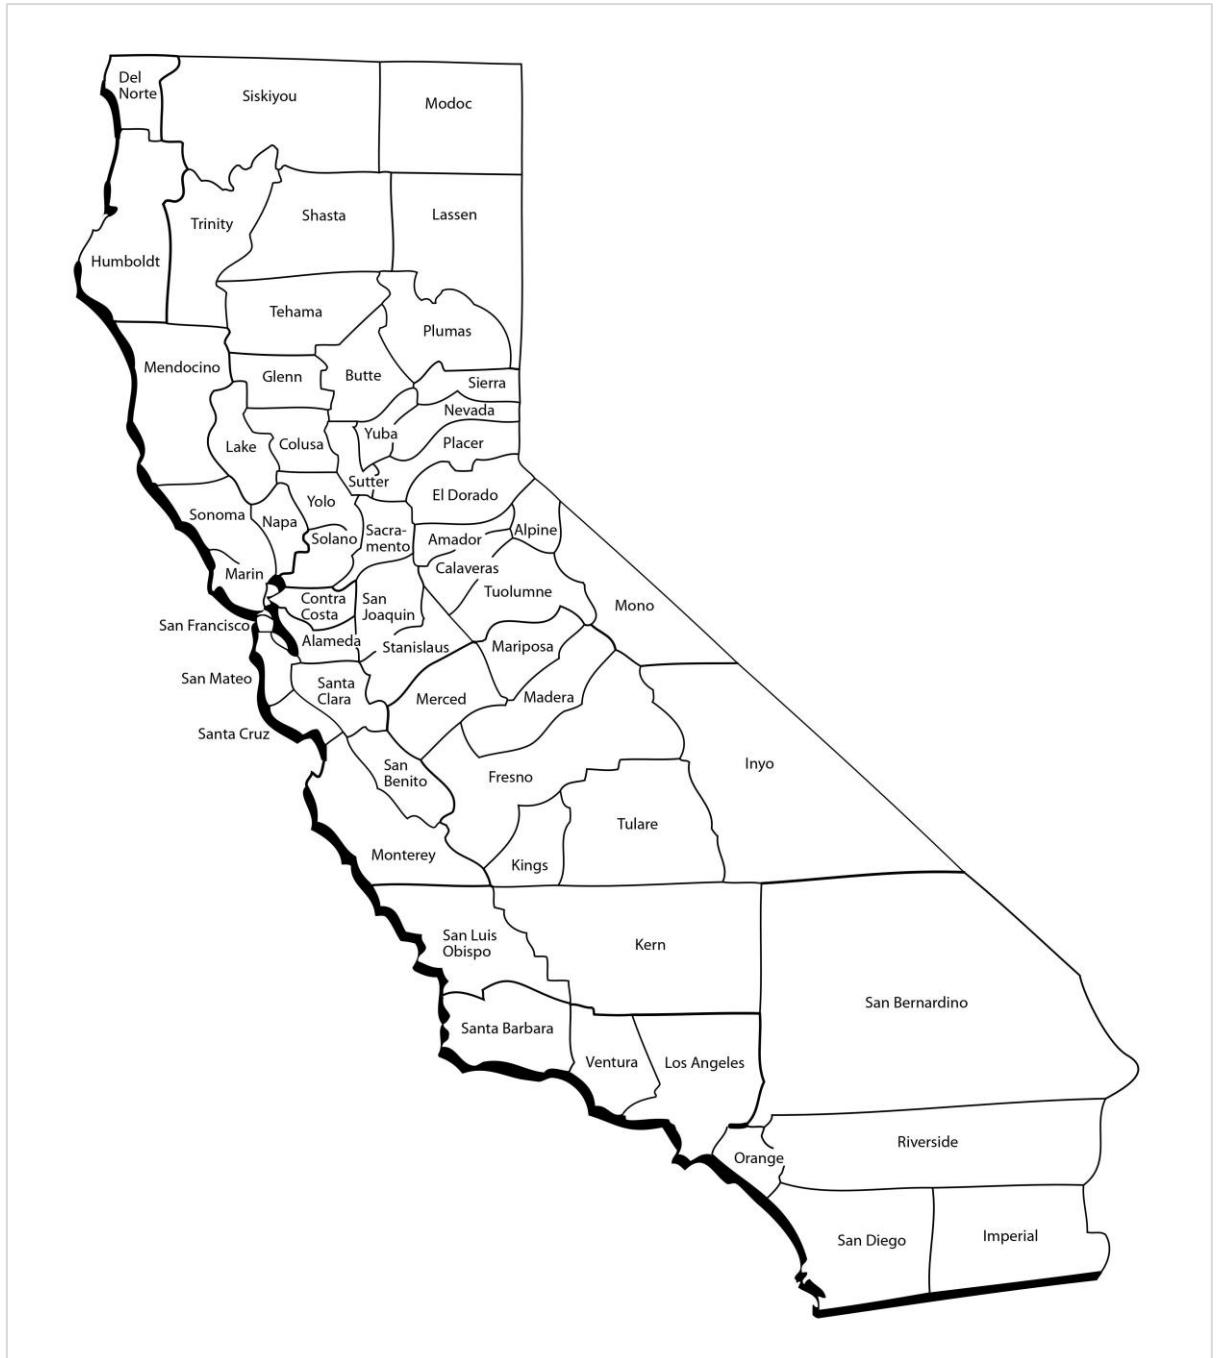 Del
Norte
Siskiyou
Modoc
Shasta
Lassen
Trinity
Humboldt
Tehama
Plumas
Mendocino
Glenn
Butte
Sierra
Nevada
Yuba
Placer
Lake
Colusa
Sutter
El Dorado
Yolo
Sonoma
Napa
Solano
Sacra-
mento
Amador
Alpine
Calaveras
Marin
Tuolumne
Contra
Costa
San
Joaquin
Mono
San Francisco
Alameda
Stanislaus
Mariposa
San Mateo
Santa
Clara
Merced
Madera
Santa Cruz
San
Benito
Fresno
Inyo
Tulare
Monterey
Kings
San Luis
Obispo
Kern
San Bernardino
Santa Barbara
Ventura
Los Angeles
Orange
Riverside
San Diego
Imperial